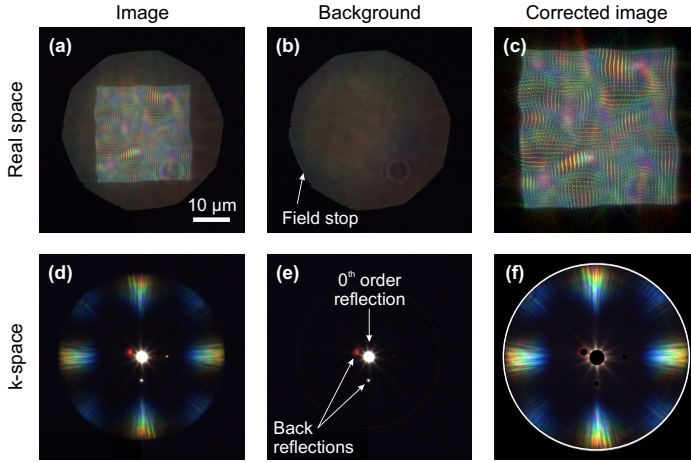 Image
Background
Corrected image
Real space
(a)
(b)
(c)
10 μm
Field stop
k-space
(d)
(e)
(f)
0th order
reflection
Back
reflections